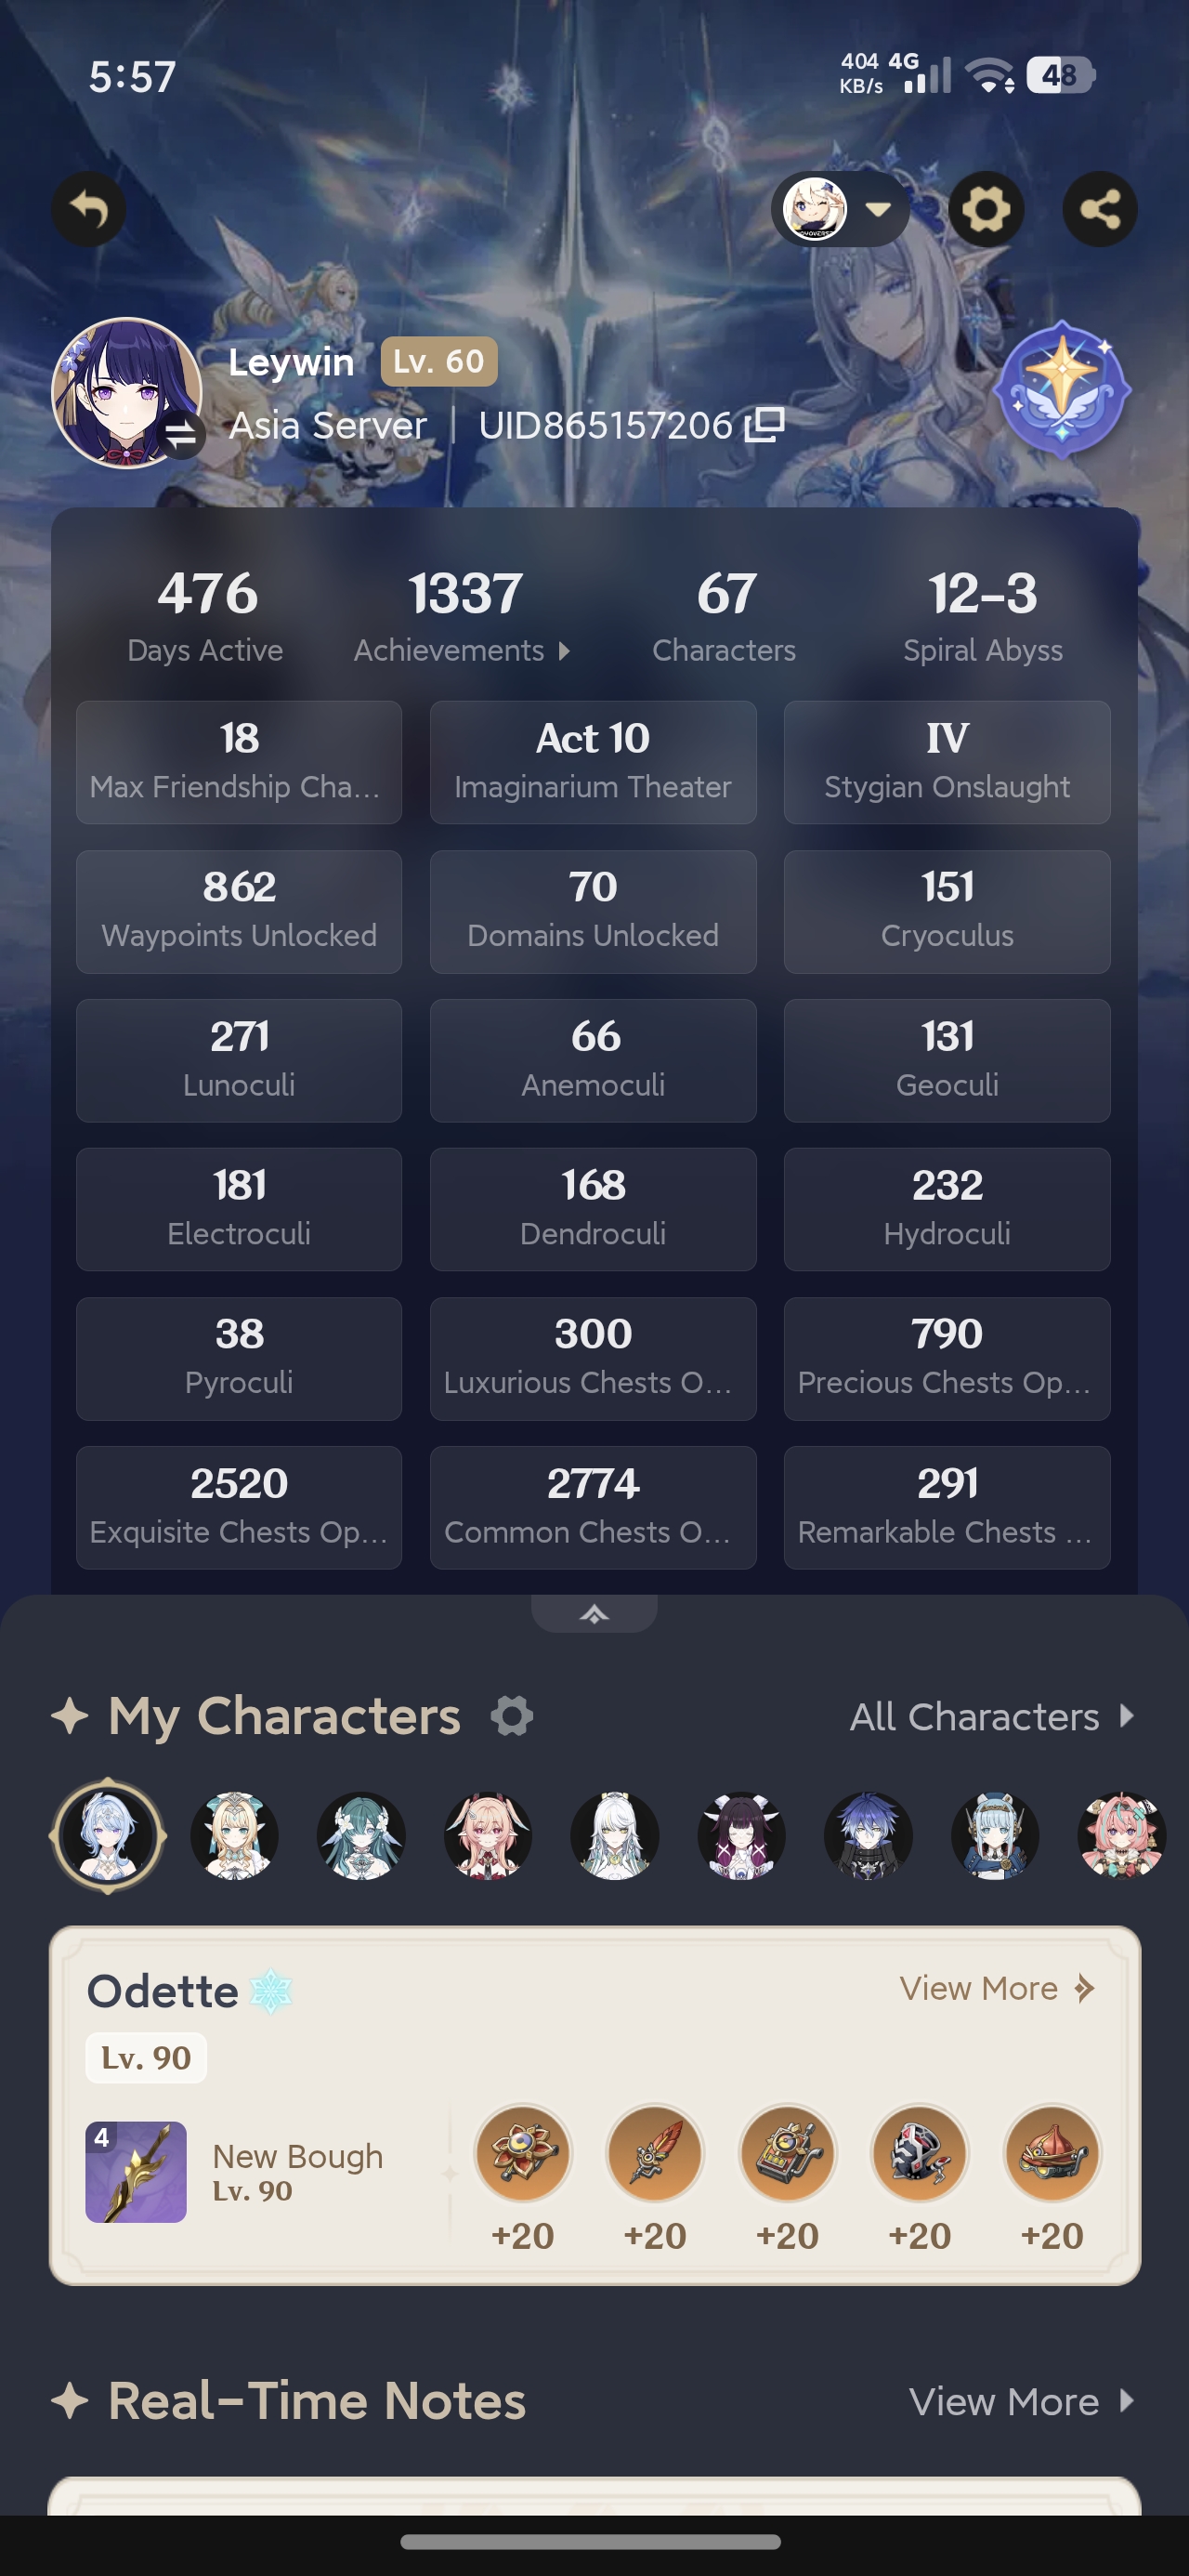 5:57
404 KB/s 4G 48
Leywin Lv. 60
Asia Server | UID865157206
476 1337 67 12-3
Days Active Achievements Characters Spiral Abyss
18 Act 10 IV
Max Friendship Cha... Imaginarium Theater Stygian Onslaught
862 70 151
Waypoints Unlocked Domains Unlocked Cryoculus
271 66 131
Lunoculi Anemoculi Geoculi
181 168 232
Electroculi Dendroculi Hydroculi
38 300 790
Pyroculi Luxurious Chests O... Precious Chests Op...
2520 2774 291
Exquisite Chests Op... Common Chests O... Remarkable Chests ...
My Characters All Characters
Odette View More
Lv. 90
4 New Bough
Lv. 90
+20 +20 +20 +20 +20
Real-Time Notes View More